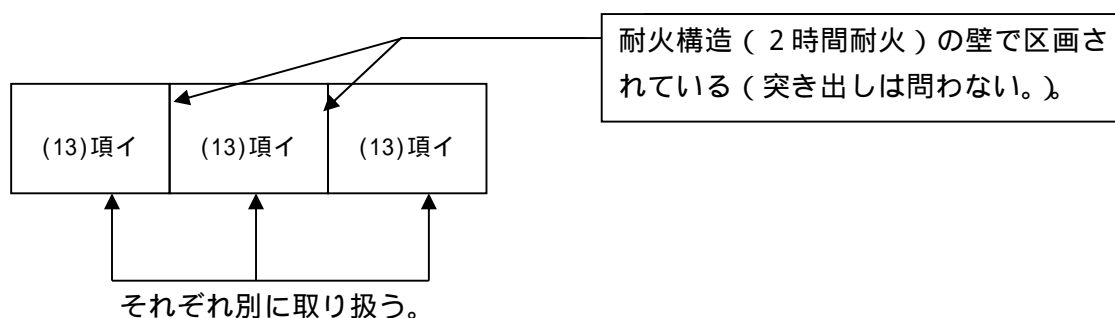 耐火構造（２時間耐火）の壁で区画さ
れている（突き出しは問わない。）。
(13)項イ (13)項イ (13)項イ
それぞれ別に取り扱う。